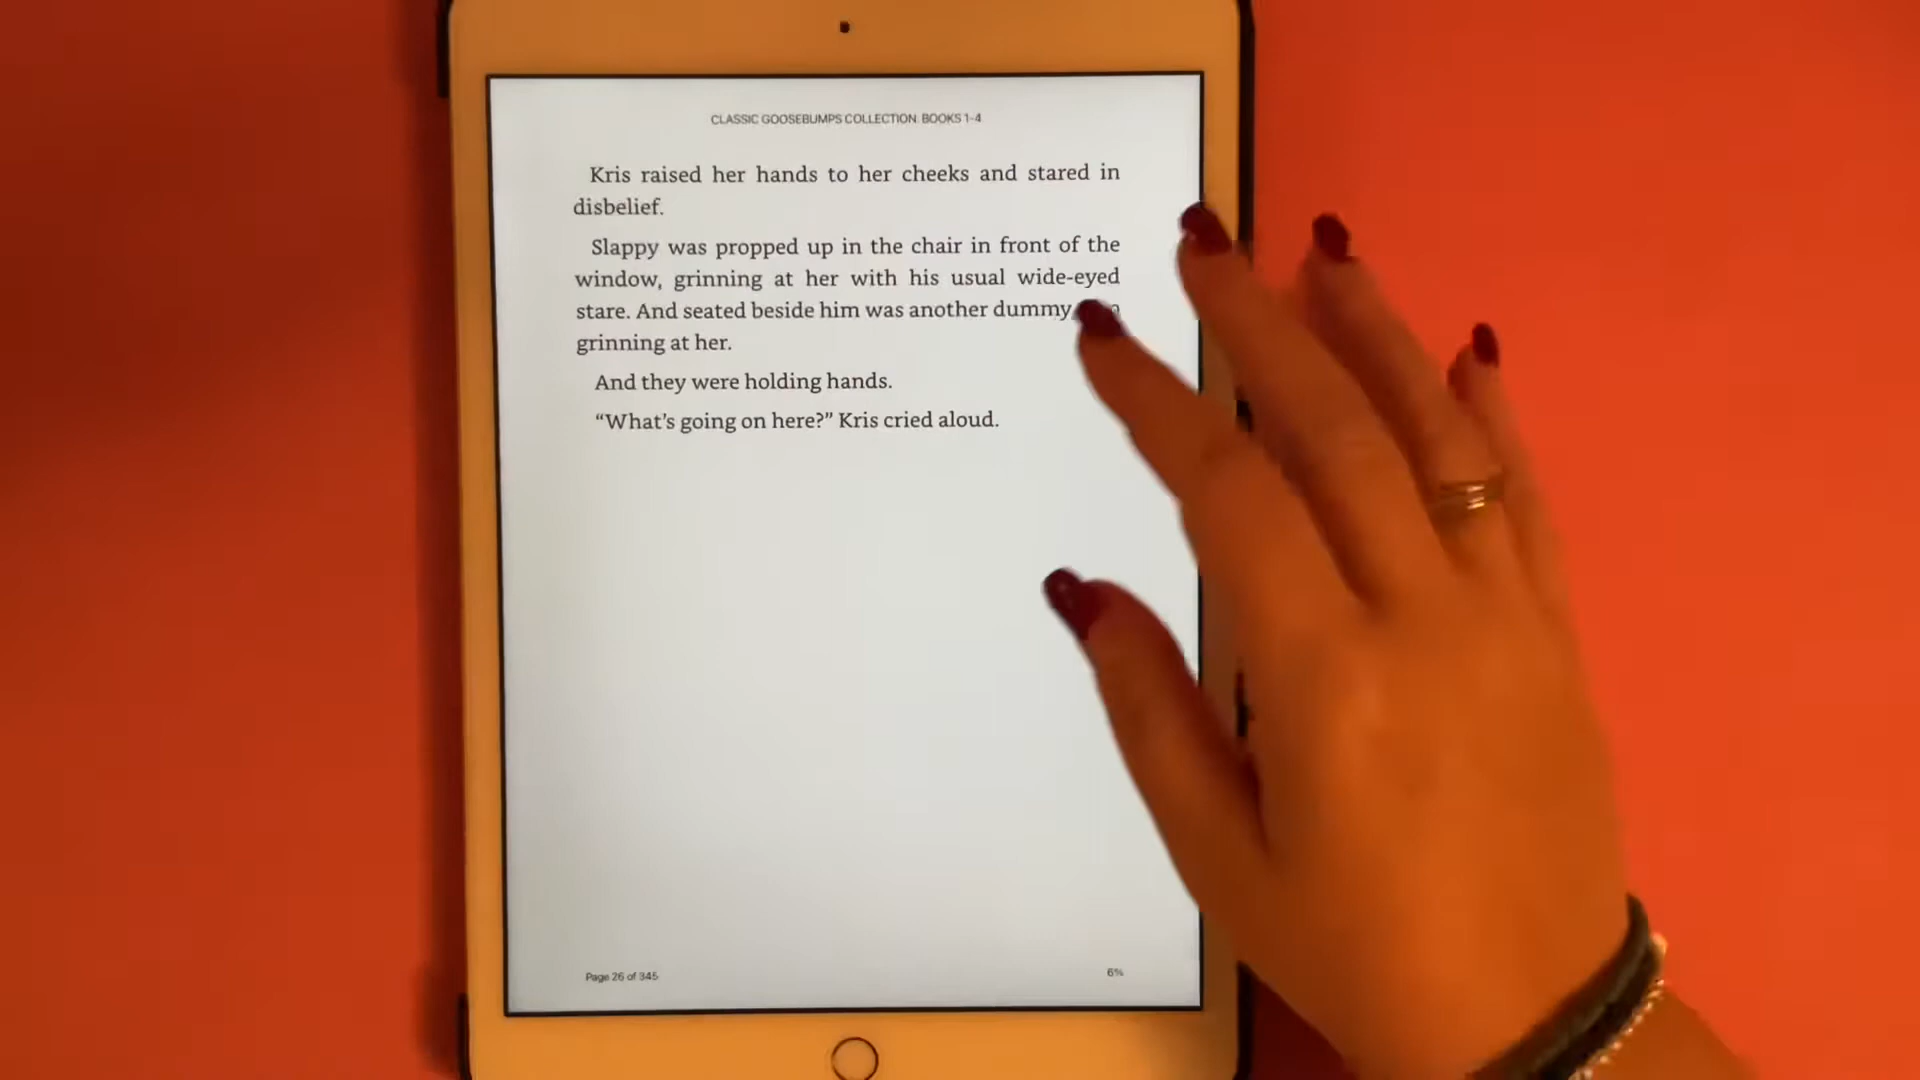 CLASSIC GOOSEBUMPS COLLECTION: BOOKS 1-4
Kris raised her hands to her cheeks and stared in
disbelief.
Slappy was propped up in the chair in front of the
window, grinning at her with his usual wide-eyed
stare. And seated beside him was another dummy,
grinning at her.
And they were holding hands.
“What’s going on here?” Kris cried aloud.
Page 26 of 345
6%